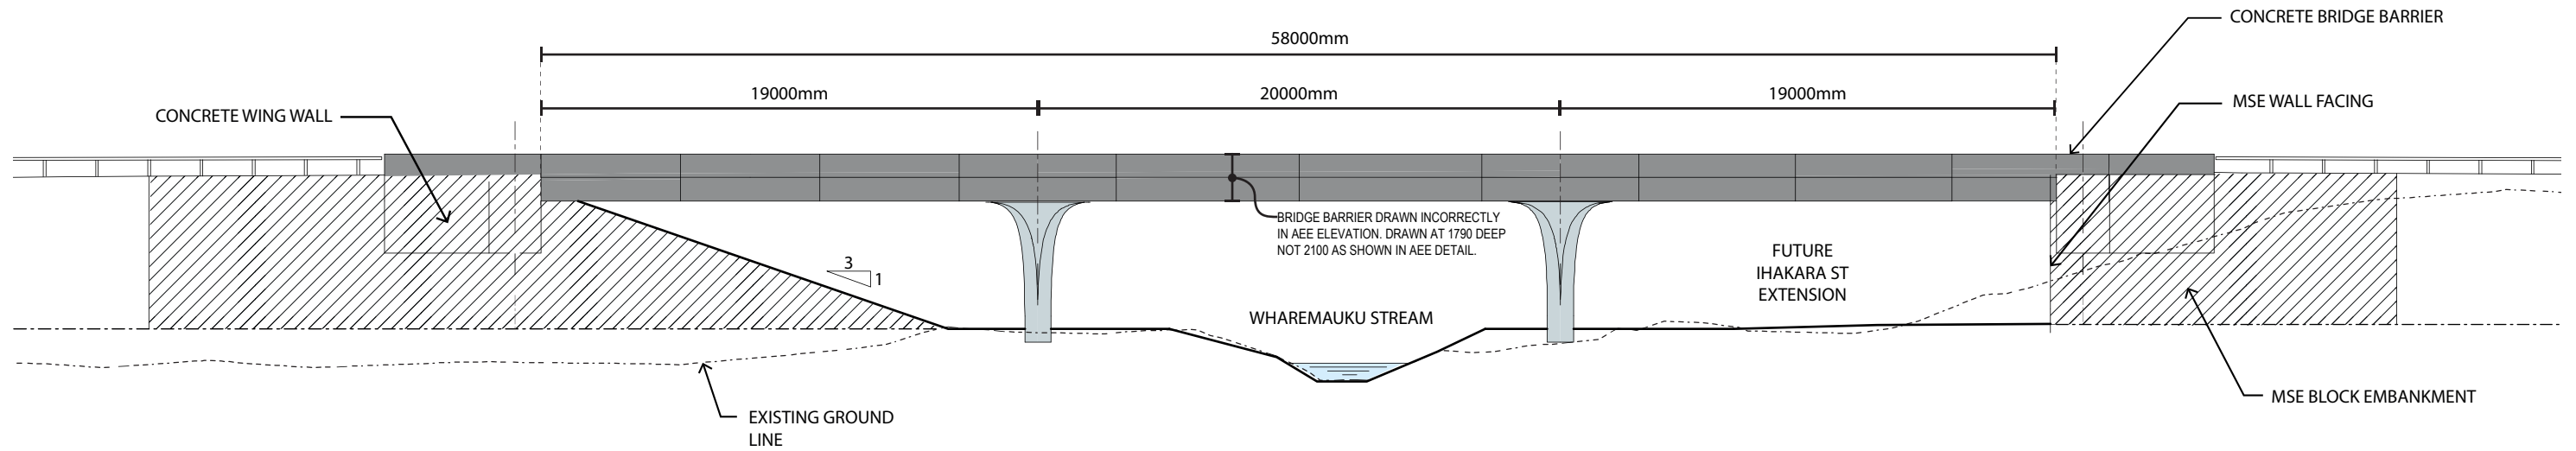 CONCRETE BRIDGE BARRIER
58000mm
19000mm
20000mm
19000mm
MSE WALL FACING
CONCRETE WING WALL
BRIDGE BARRIER DRAWN INCORRECTLY
IN AEE ELEVATION. DRAWN AT 1790 DEEP
NOT 2100 AS SHOWN IN AEE DETAIL.
3
1
FUTURE
IHAKARA ST
EXTENSION
WHAREMAUKU STREAM
MSE BLOCK EMBANKMENT
EXISTING GROUND
LINE